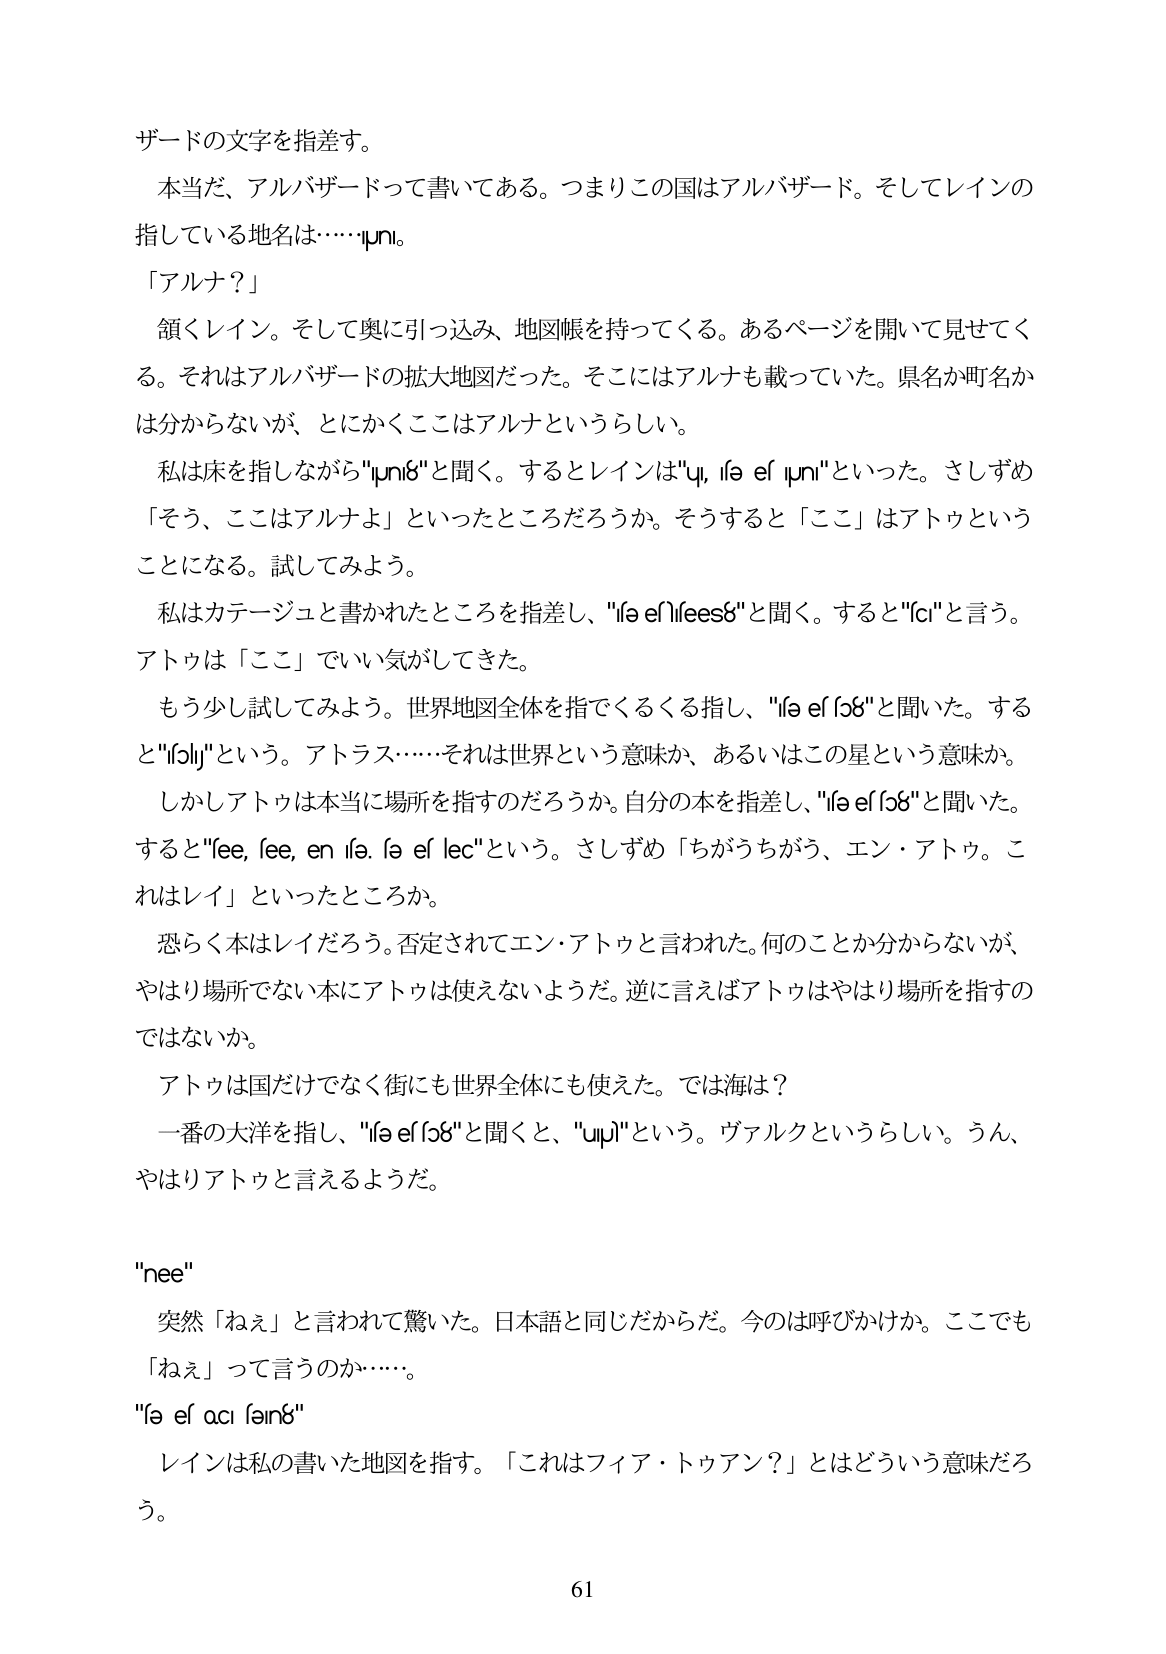 ザードの文字を指差す。
本当だ、アルバザードって書いてある。つまりこの国はアルバザード。そしてレインの
指している地名は……ıµnı。
「アルナ？」
頷くレイン。そして奥に引っ込み、地図帳を持ってくる。あるページを開いて見せてく
る。それはアルバザードの拡大地図だった。そこにはアルナも載っていた。県名か町名か
は分からないが、とにかくここはアルナというらしい。
私は床を指しながら"ıµnı8"と聞く。するとレインは"yı, ıſə eſ ıµnı"といった。さしずめ
「そう、ここはアルナよ」といったところだろうか。そうすると「ここ」はアトゥという
ことになる。試してみよう。
私はカテージュと書かれたところを指差し、"と聞く。すると"ſcı"と言う。
アトゥは「ここ」でいい気がしてきた。
もう少し試してみよう。世界地図全体を指でくるくる指し、"ıſə eſ ſɔ8"と聞いた。する
と"という。アトラス……それは世界という意味か、あるいはこの星という意味か。
しかしアトゥは本当に場所を指すのだろうか。自分の本を指差し、"ıſə eſ ſɔ8"と聞いた。
すると"ſee, ſee, en ıſə. ſə eſ lec"という。さしずめ「ちがうちがう、エン・アトゥ。こ
れはレイ」といったところか。
恐らく本はレイだろう。否定されてエン・アトゥと言われた。何のことか分からないが、
やはり場所でない本にアトゥは使えないようだ。逆に言えばアトゥはやはり場所を指すの
ではないか。
アトゥは国だけでなく街にも世界全体にも使えた。では海は？
一番の大洋を指し、"ıſə eſ ſɔ8"と聞くと、"という。ヴァルクというらしい。うん、
やはりアトゥと言えるようだ。
"nee"
突然「ねぇ」と言われて驚いた。日本語と同じだからだ。今のは呼びかけか。ここでも
「ねぇ」って言うのか……。
"ſə eſ ɑcı ſəın8"
レインは私の書いた地図を指す。「これはフィア・トゥアン？」とはどういう意味だろ
う。
61